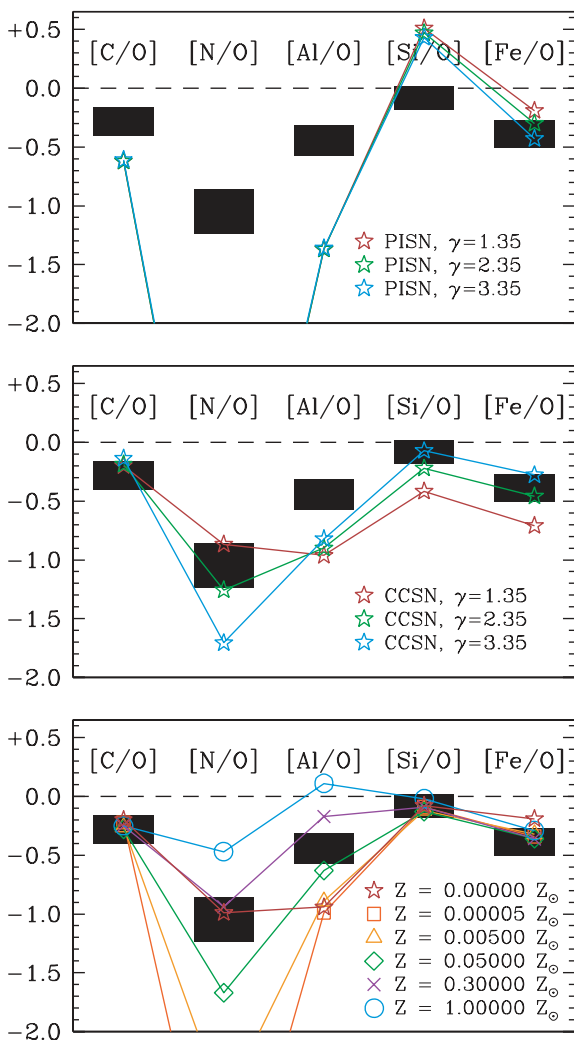 +0.5
0.0
−0.5
−1.0
−1.5
−2.0
[C/O] [N/O] [Al/O] [Si/O] [Fe/O]
PISN, γ=1.35
PISN, γ=2.35
PISN, γ=3.35
+0.5
0.0
−0.5
−1.0
−1.5
−2.0
[C/O] [N/O] [Al/O] [Si/O] [Fe/O]
CCSN, γ=1.35
CCSN, γ=2.35
CCSN, γ=3.35
+0.5
0.0
−0.5
−1.0
−1.5
−2.0
[C/O] [N/O] [Al/O] [Si/O] [Fe/O]
Z = 0.00000 Z⊙
Z = 0.00005 Z⊙
Z = 0.00500 Z⊙
Z = 0.05000 Z⊙
Z = 0.30000 Z⊙
Z = 1.00000 Z⊙